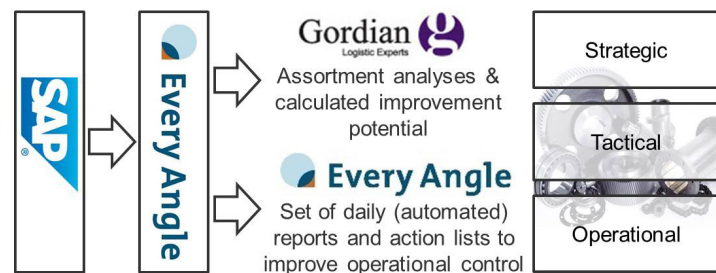 SAP
®
Every Angle
Gordian
Logistic Experts
Assortment analyses &
calculated improvement
potential
Every Angle
Set of daily (automated)
reports and action lists to
improve operational control
Strategic
Tactical
Operational